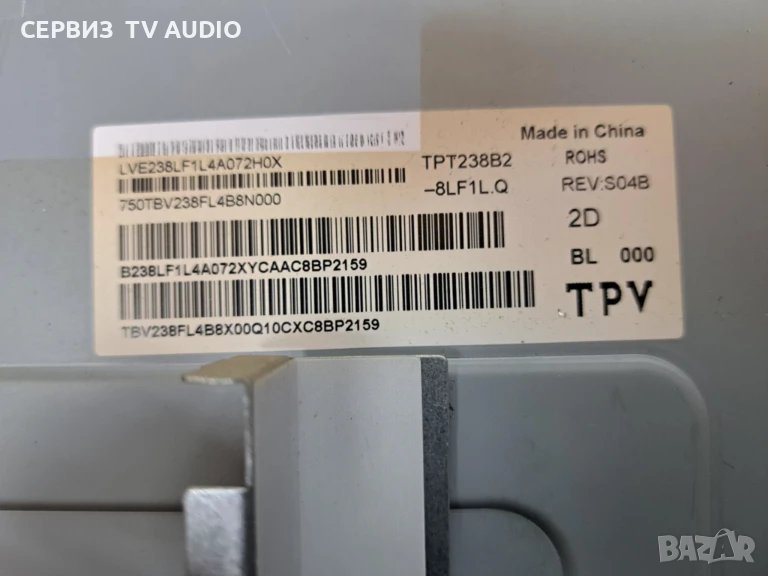 СЕРВИЗ TV AUDIO
Made in China
LVE238LF1L4A072H0X
TPT238B2
ROHS
750TBV238FL4B8N000
-8LF1L.Q
REV:S04B
2D
B238LF1L4A072XYCAAC8BP2159
BL 000
TPV
TBV238FL4B8X00Q10CXC8BP2159
BAZAR